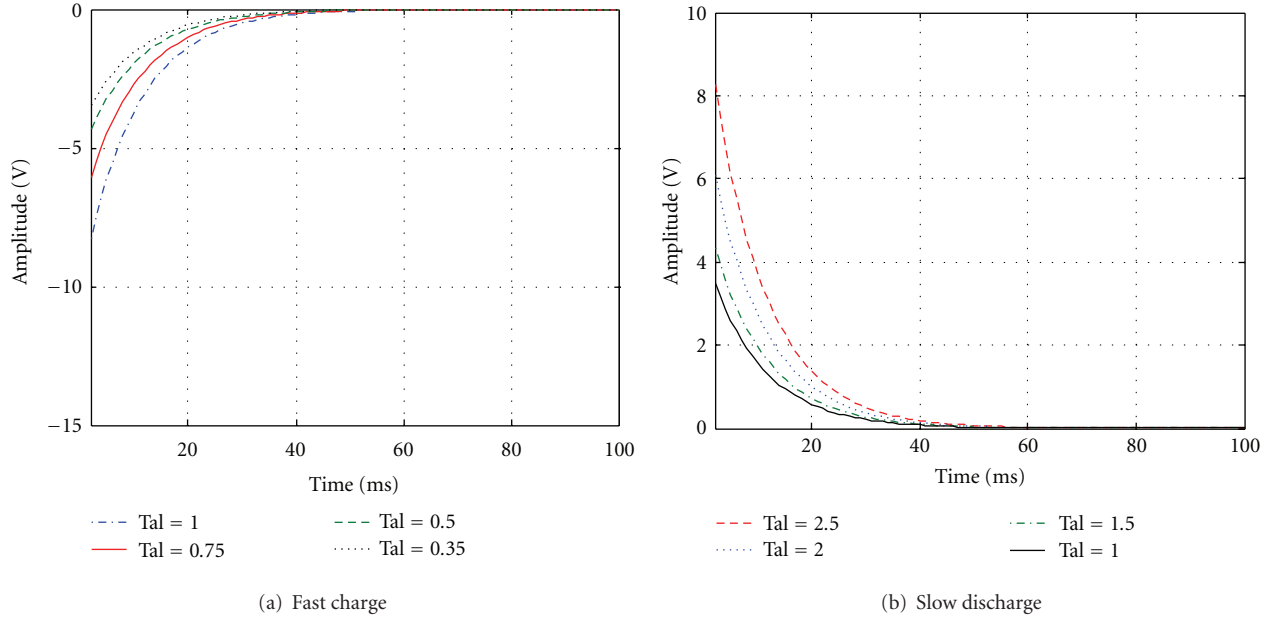 0
−5
−10
−15
Amplitude (V)
20 40 60 80 100
Time (ms)
Tal = 1
Tal = 0.75
Tal = 0.5
Tal = 0.35
(a) Fast charge
10
8
6
4
2
0
Amplitude (V)
20 40 60 80 100
Time (ms)
Tal = 2.5
Tal = 2
Tal = 1.5
Tal = 1
(b) Slow discharge